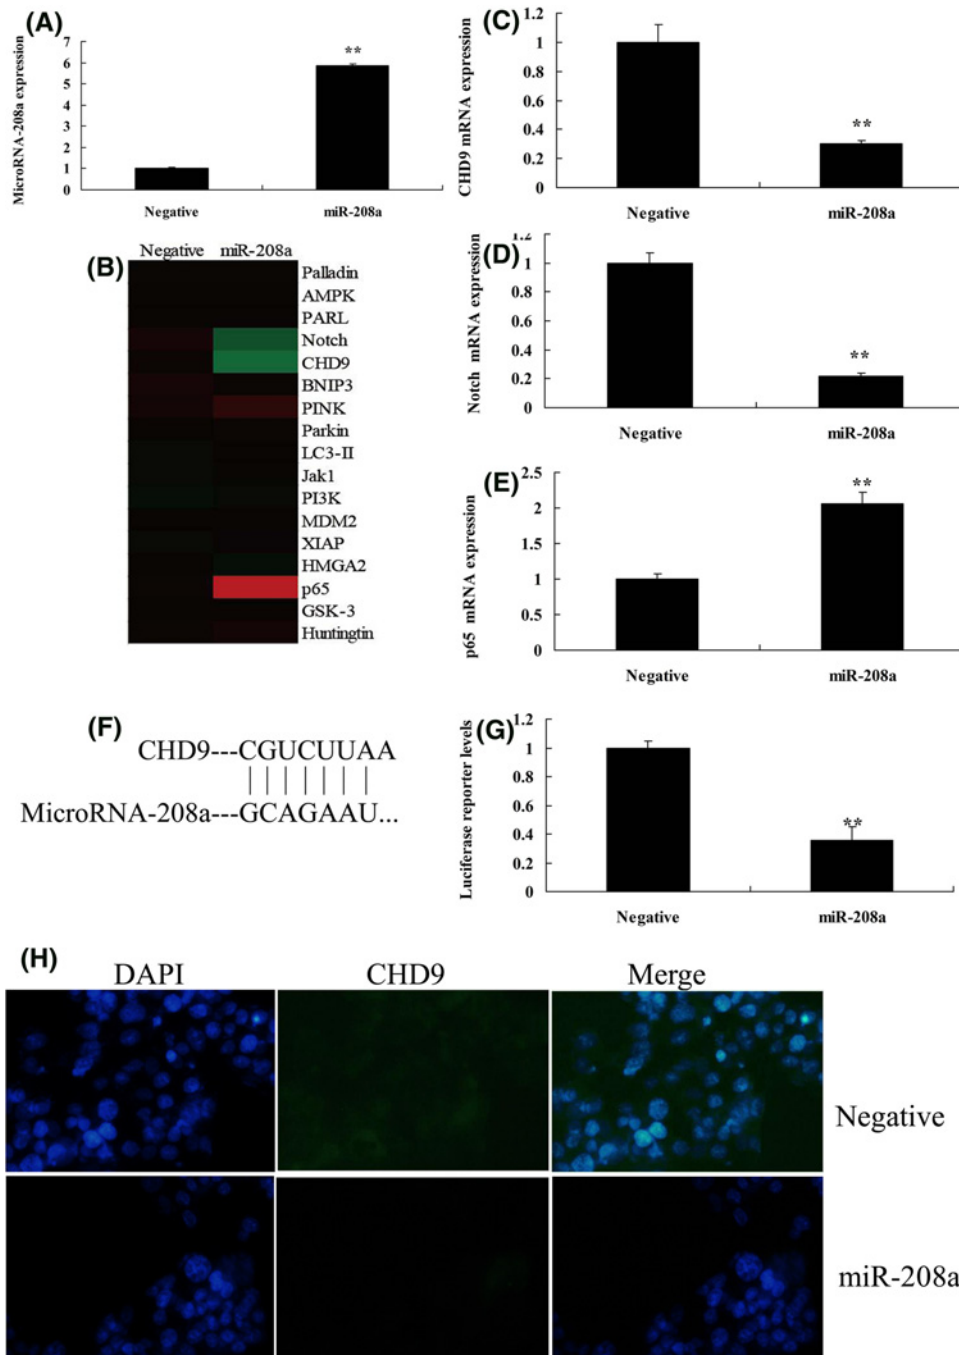 (A)
MicroRNA-208a expression
7
6
5
4
3
2
1
0
**
Negative
miR-208a
(C)
CHD9 mRNA expression
1.2
1
0.8
0.6
0.4
0.2
0
**
Negative
miR-208a
(B)
Negative miR-208a
Palladin
AMPK
PARL
Notch
CHD9
BNIP3
PINK
Parkin
LC3-II
Jak1
PI3K
MDM2
XIAP
HMGA2
p65
GSK-3
Huntingtin
(D)
Notch mRNA expression
1.2
1
0.8
0.6
0.4
0.2
0
**
Negative
miR-208a
(E)
p65 mRNA expression
2.5
2
1.5
1
0.5
0
**
Negative
miR-208a
(F)
CHD9---CGUCUUAA
MicroRNA-208a---GCAGAAU...
(G)
Luciferase reporter levels
1.2
1
0.8
0.6
0.4
0.2
0
**
Negative
miR-208a
(H)
DAPI CHD9 Merge
Negative
miR-208a